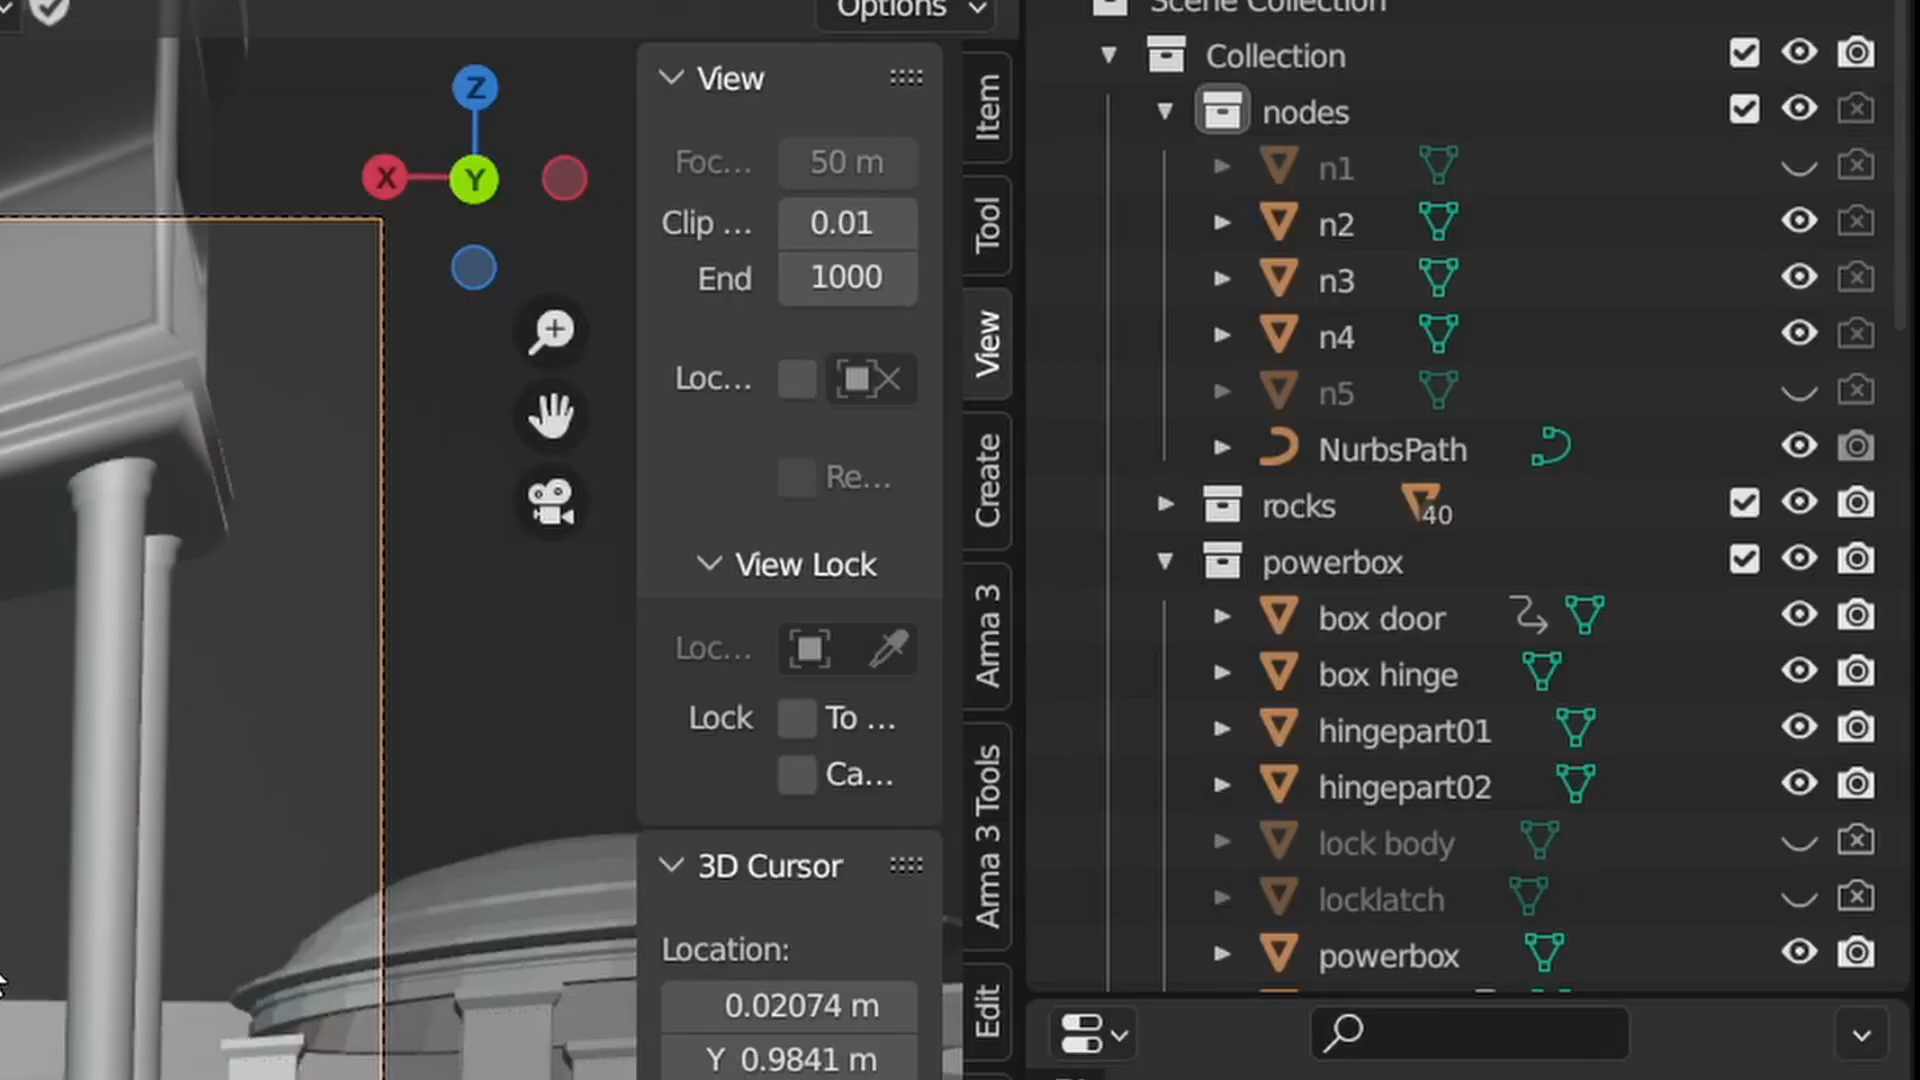 Options
Scene Collection
View
Foc... 50 m
Clip ... 0.01
End 1000
Loc...
Re...
View Lock
Loc...
Lock To ...
Ca...
3D Cursor
Location:
0.02074 m
Y 0.9841 m
Z
X
Y
Item
Tool
View
Create
Arma 3
Arma 3 Tools
Edit
Collection
nodes
n1
n2
n3
n4
n5
NurbsPath
rocks 40
powerbox
box door
box hinge
hingepart01
hingepart02
lock body
locklatch
powerbox